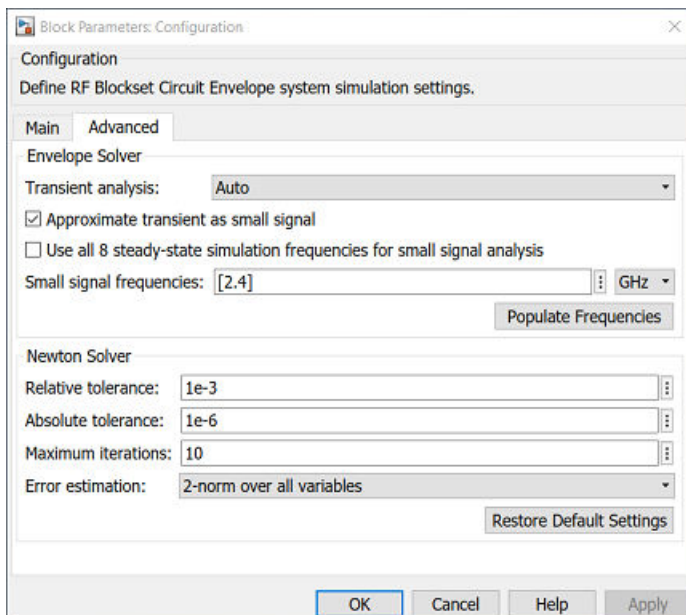 Block Parameters: Configuration
Configuration
Define RF Blockset Circuit Envelope system simulation settings.
Main Advanced
Envelope Solver
Transient analysis: Auto
Approximate transient as small signal
Use all 8 steady-state simulation frequencies for small signal analysis
Small signal frequencies: [2.4] GHz
Populate Frequencies
Newton Solver
Relative tolerance: 1e-3
Absolute tolerance: 1e-6
Maximum iterations: 10
Error estimation: 2-norm over all variables
Restore Default Settings
OK Cancel Help Apply